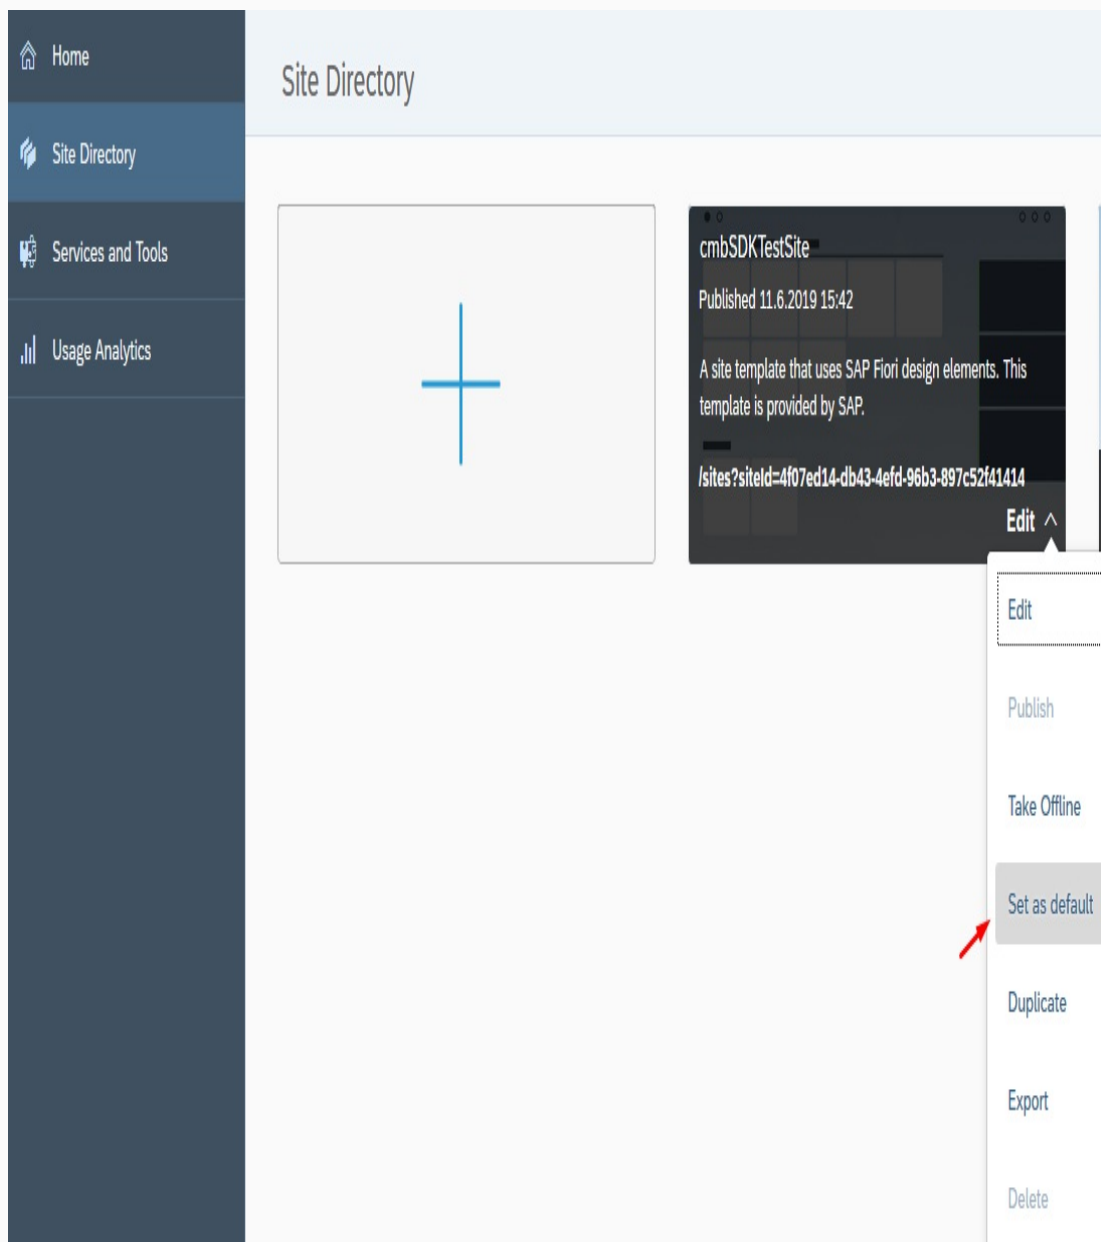 Home
Site Directory
Services and Tools
Usage Analytics
Site Directory
cmbSDKTestSite
Published 11.6.2019 15:42
A site template that uses SAP Fiori design elements. This
template is provided by SAP.
/sites?siteId=4f07ed14-db43-4efd-96b3-897c52f41414
Edit
Edit
Publish
Take Offline
Set as default
Duplicate
Export
Delete